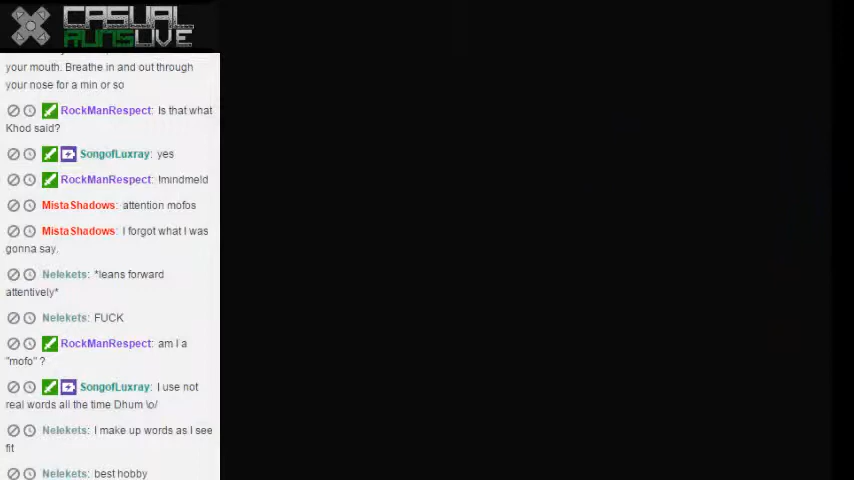 CASUAL
RUNSLIVE
your mouth. Breathe in and out through
your nose for a min or so
RockManRespect: Is that what
Khod said?
SongofLuxray: yes
RockManRespect: !mindmeld
MistaShadows: attention mofos
MistaShadows: I forgot what I was
gonna say.
Nelekets: *leans forward
attentively*
Nelekets: FUCK
RockManRespect: am I a
"mofo" ?
SongofLuxray: I use not
real words all the time Dhum \o/
Nelekets: I make up words as I see
fit
Nelekets: best hobby